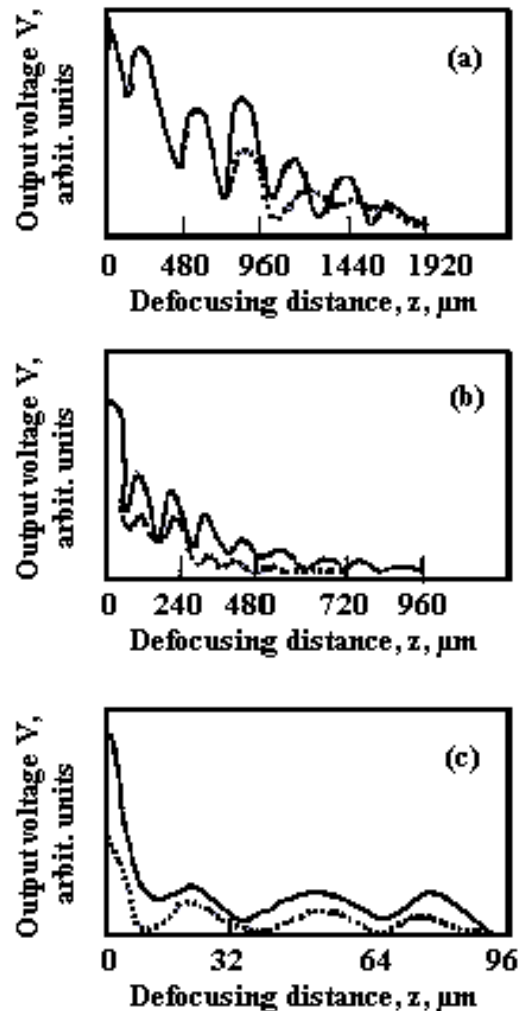 Output voltage V,
arbit. units
(a)
0 480 960 1440 1920
Defocusing distance, z, µm
Output voltage V,
arbit. units
(b)
0 240 480 720 960
Defocusing distance, z, µm
Output voltage V,
arbit. units
(c)
0 32 64 96
Defocusing distance, z, µm